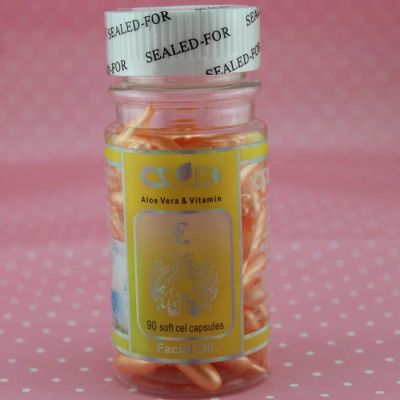 SEALED-FOR
SEALED-FOR
SEALED-FOR
Aloe Vera & Vitamin
E
90 soft cel capsules
Facial Oil